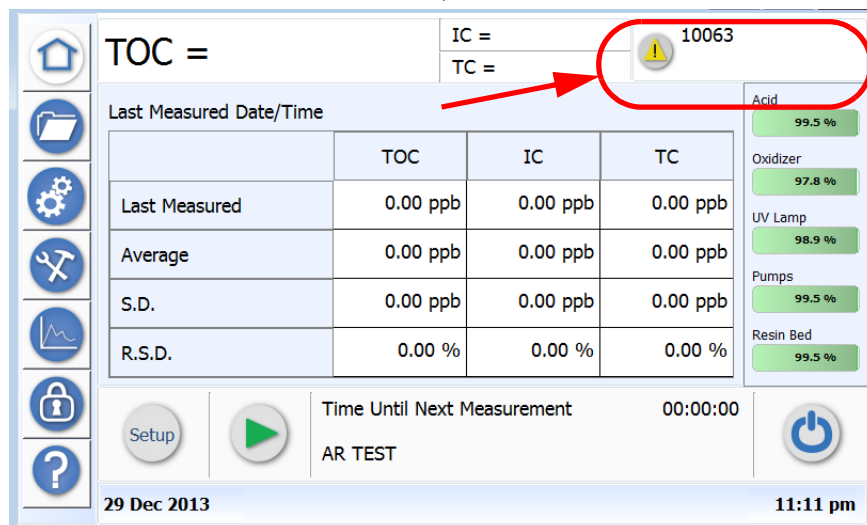 TOC =
IC =
TC =
10063
Last Measured Date/Time
TOC IC TC
Last Measured 0.00 ppb 0.00 ppb 0.00 ppb
Average 0.00 ppb 0.00 ppb 0.00 ppb
S.D. 0.00 ppb 0.00 ppb 0.00 ppb
R.S.D. 0.00 % 0.00 % 0.00 %
Acid
99.5 %
Oxidizer
97.8 %
UV Lamp
98.9 %
Pumps
99.5 %
Resin Bed
99.5 %
Setup
Time Until Next Measurement 00:00:00
AR TEST
29 Dec 2013 11:11 pm